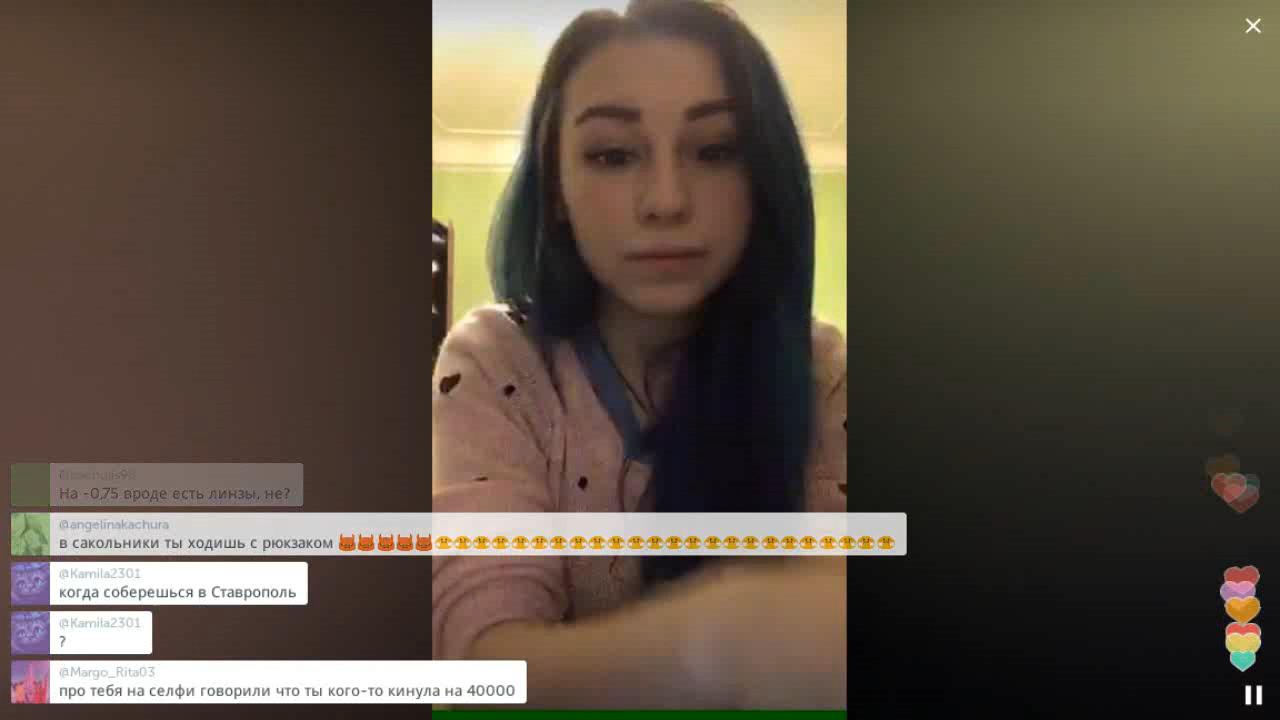 На -0,75 вроде есть линзы, не?
@angelinakachura
в сакольники ты ходишь с рюкзаком
@Kamila2301
когда соберешься в Ставрополь
@Kamila2301
?
@Margo_Rita03
про тебя на селфи говорили что ты кого-то кинула на 40000